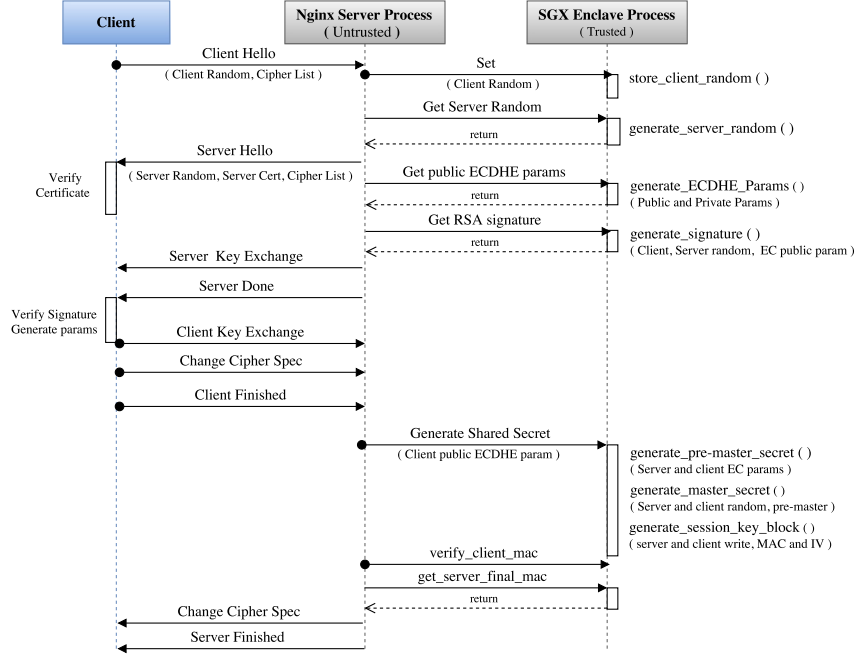 Client
Nginx Server Process
( Untrusted )
SGX Enclave Process
( Trusted )
Client Hello
( Client Random, Cipher List )
Set
( Client Random )
store_client_random ( )
Get Server Random
return
generate_server_random ( )
Server Hello
( Server Random, Server Cert, Cipher List )
Verify
Certificate
Get public ECDHE params
return
generate_ECDHE_Params ( )
( Public and Private Params )
Get RSA signature
return
generate_signature ( )
( Client, Server random, EC public param )
Server Key Exchange
Server Done
Verify Signature
Generate params
Client Key Exchange
Change Cipher Spec
Client Finished
Generate Shared Secret
( Client public ECDHE param )
generate_pre-master_secret ( )
( Server and client EC params )
generate_master_secret ( )
( Server and client random, pre-master )
generate_session_key_block ( )
( server and client write, MAC and IV )
verify_client_mac
get_server_final_mac
return
Change Cipher Spec
Server Finished